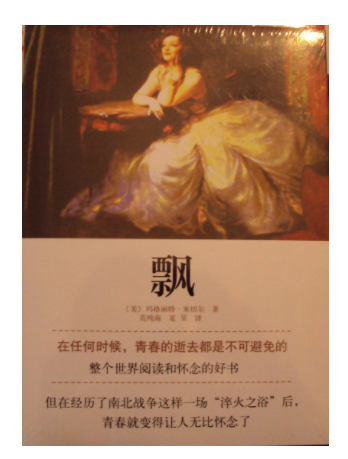 飘
（美）玛格丽特·米切尔 著
范纯海 夏旻 译
在任何时候，青春的逝去都是不可避免的
整个世界阅读和怀念的好书
但在经历了南北战争这样一场“淬火之浴”后，
青春就变得让人无比怀念了